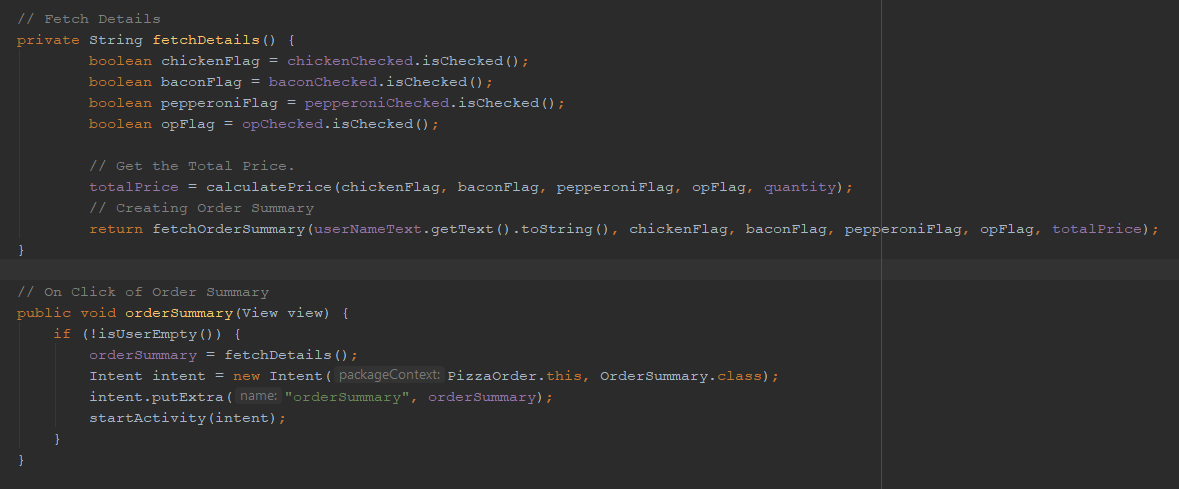 // Fetch Details
private String fetchDetails() {
        boolean chickenFlag = chickenChecked.isChecked();
        boolean baconFlag = baconChecked.isChecked();
        boolean pepperoniFlag = pepperoniChecked.isChecked();
        boolean opFlag = opChecked.isChecked();

        // Get the Total Price.
        totalPrice = calculatePrice(chickenFlag, baconFlag, pepperoniFlag, opFlag, quantity);
        // Creating Order Summary
        return fetchOrderSummary(userNameText.getText().toString(), chickenFlag, baconFlag, pepperoniFlag, opFlag, totalPrice);
}

// On Click of Order Summary
public void orderSummary(View view) {
    if (!isUserEmpty()) {
        orderSummary = fetchDetails();
        Intent intent = new Intent( packageContext: PizzaOrder.this, OrderSummary.class);
        intent.putExtra( name: "orderSummary", orderSummary);
        startActivity(intent);
    }
}